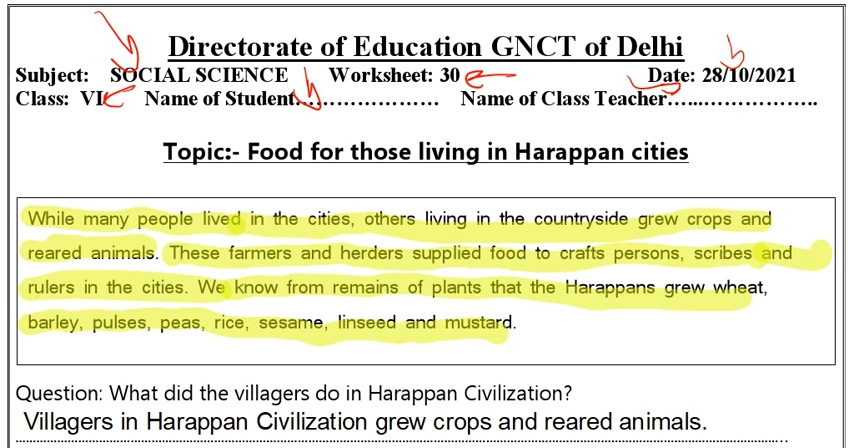 Directorate of Education GNCT of Delhi
Subject: SOCIAL SCIENCE Worksheet: 30 Date: 28/10/2021
Class: VI Name of Student...………………… Name of Class Teacher…...……………..
Topic:- Food for those living in Harappan cities
While many people lived in the cities, others living in the countryside grew crops and
reared animals. These farmers and herders supplied food to crafts persons, scribes and
rulers in the cities. We know from remains of plants that the Harappans grew wheat,
barley, pulses, peas, rice, sesame, linseed and mustard.
Question: What did the villagers do in Harappan Civilization?
Villagers in Harappan Civilization grew crops and reared animals.